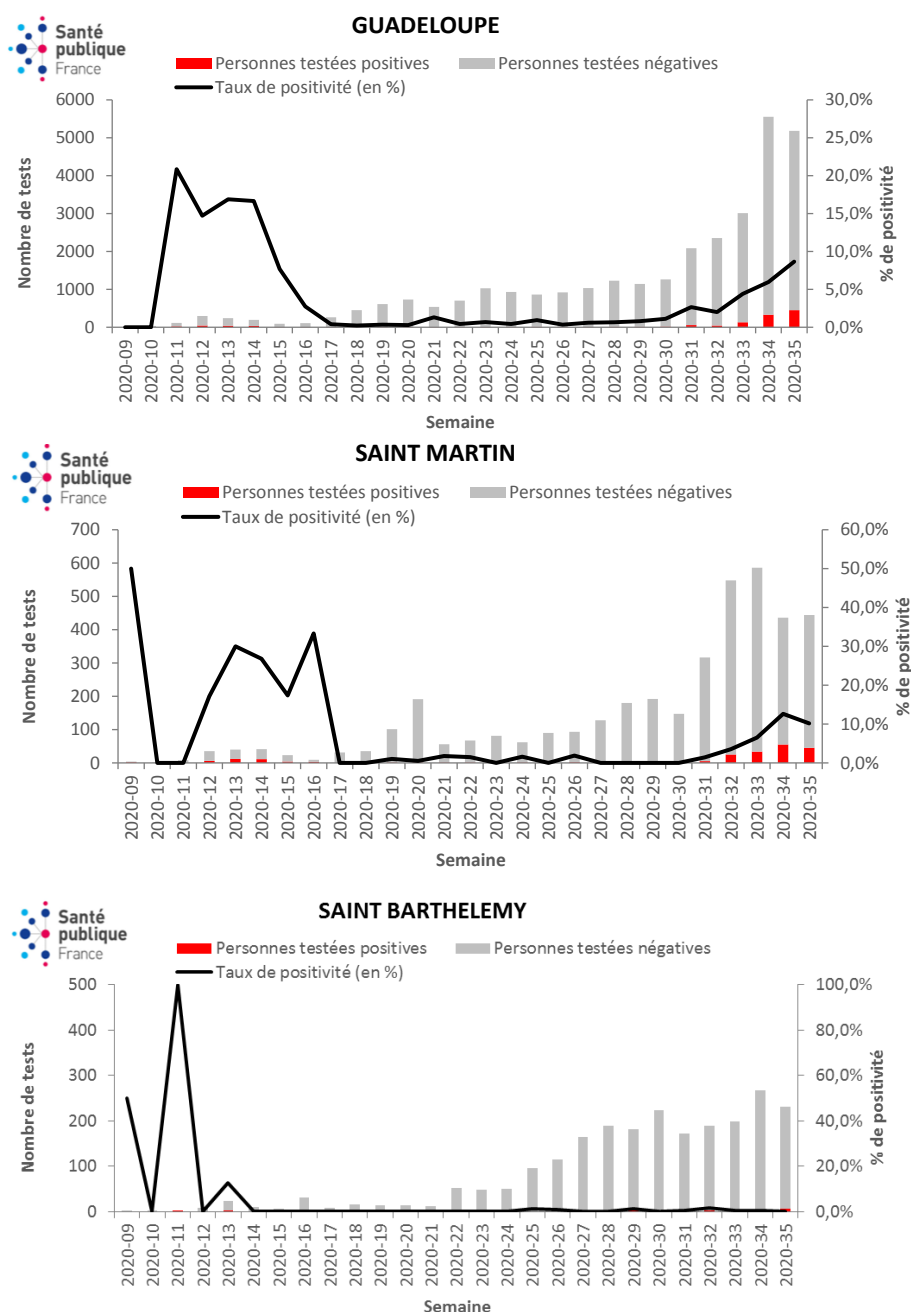 GUADELOUPE
Santé
publique
France
Personnes testées positives Personnes testées négatives
Taux de positivité (en %)
6000 30,0%
5000 25,0%
4000 20,0%
3000 15,0%
2000 10,0%
1000 5,0%
0 0,0%
Nombre de tests
% de positivité
2020-09 2020-10 2020-11 2020-12 2020-13 2020-14 2020-15 2020-16 2020-17 2020-18 2020-19 2020-20 2020-21 2020-22 2020-23 2020-24 2020-25 2020-26 2020-27 2020-28 2020-29 2020-30 2020-31 2020-32 2020-33 2020-34 2020-35
Semaine
SAINT MARTIN
Santé
publique
France
Personnes testées positives Personnes testées négatives
Taux de positivité (en %)
700 60,0%
600 50,0%
500 40,0%
400 30,0%
300 20,0%
200 10,0%
100 0,0%
0
Nombre de tests
% de positivité
2020-09 2020-10 2020-11 2020-12 2020-13 2020-14 2020-15 2020-16 2020-17 2020-18 2020-19 2020-20 2020-21 2020-22 2020-23 2020-24 2020-25 2020-26 2020-27 2020-28 2020-29 2020-30 2020-31 2020-32 2020-33 2020-34 2020-35
Semaine
SAINT BARTHELEMY
Santé
publique
France
Personnes testées positives Personnes testées négatives
Taux de positivité (en %)
500 100,0%
400 80,0%
300 60,0%
200 40,0%
100 20,0%
0 0,0%
Nombre de tests
% de positivité
2020-09 2020-10 2020-11 2020-12 2020-13 2020-14 2020-15 2020-16 2020-17 2020-18 2020-19 2020-20 2020-21 2020-22 2020-23 2020-24 2020-25 2020-26 2020-27 2020-28 2020-29 2020-30 2020-31 2020-32 2020-33 2020-34 2020-35
Semaine